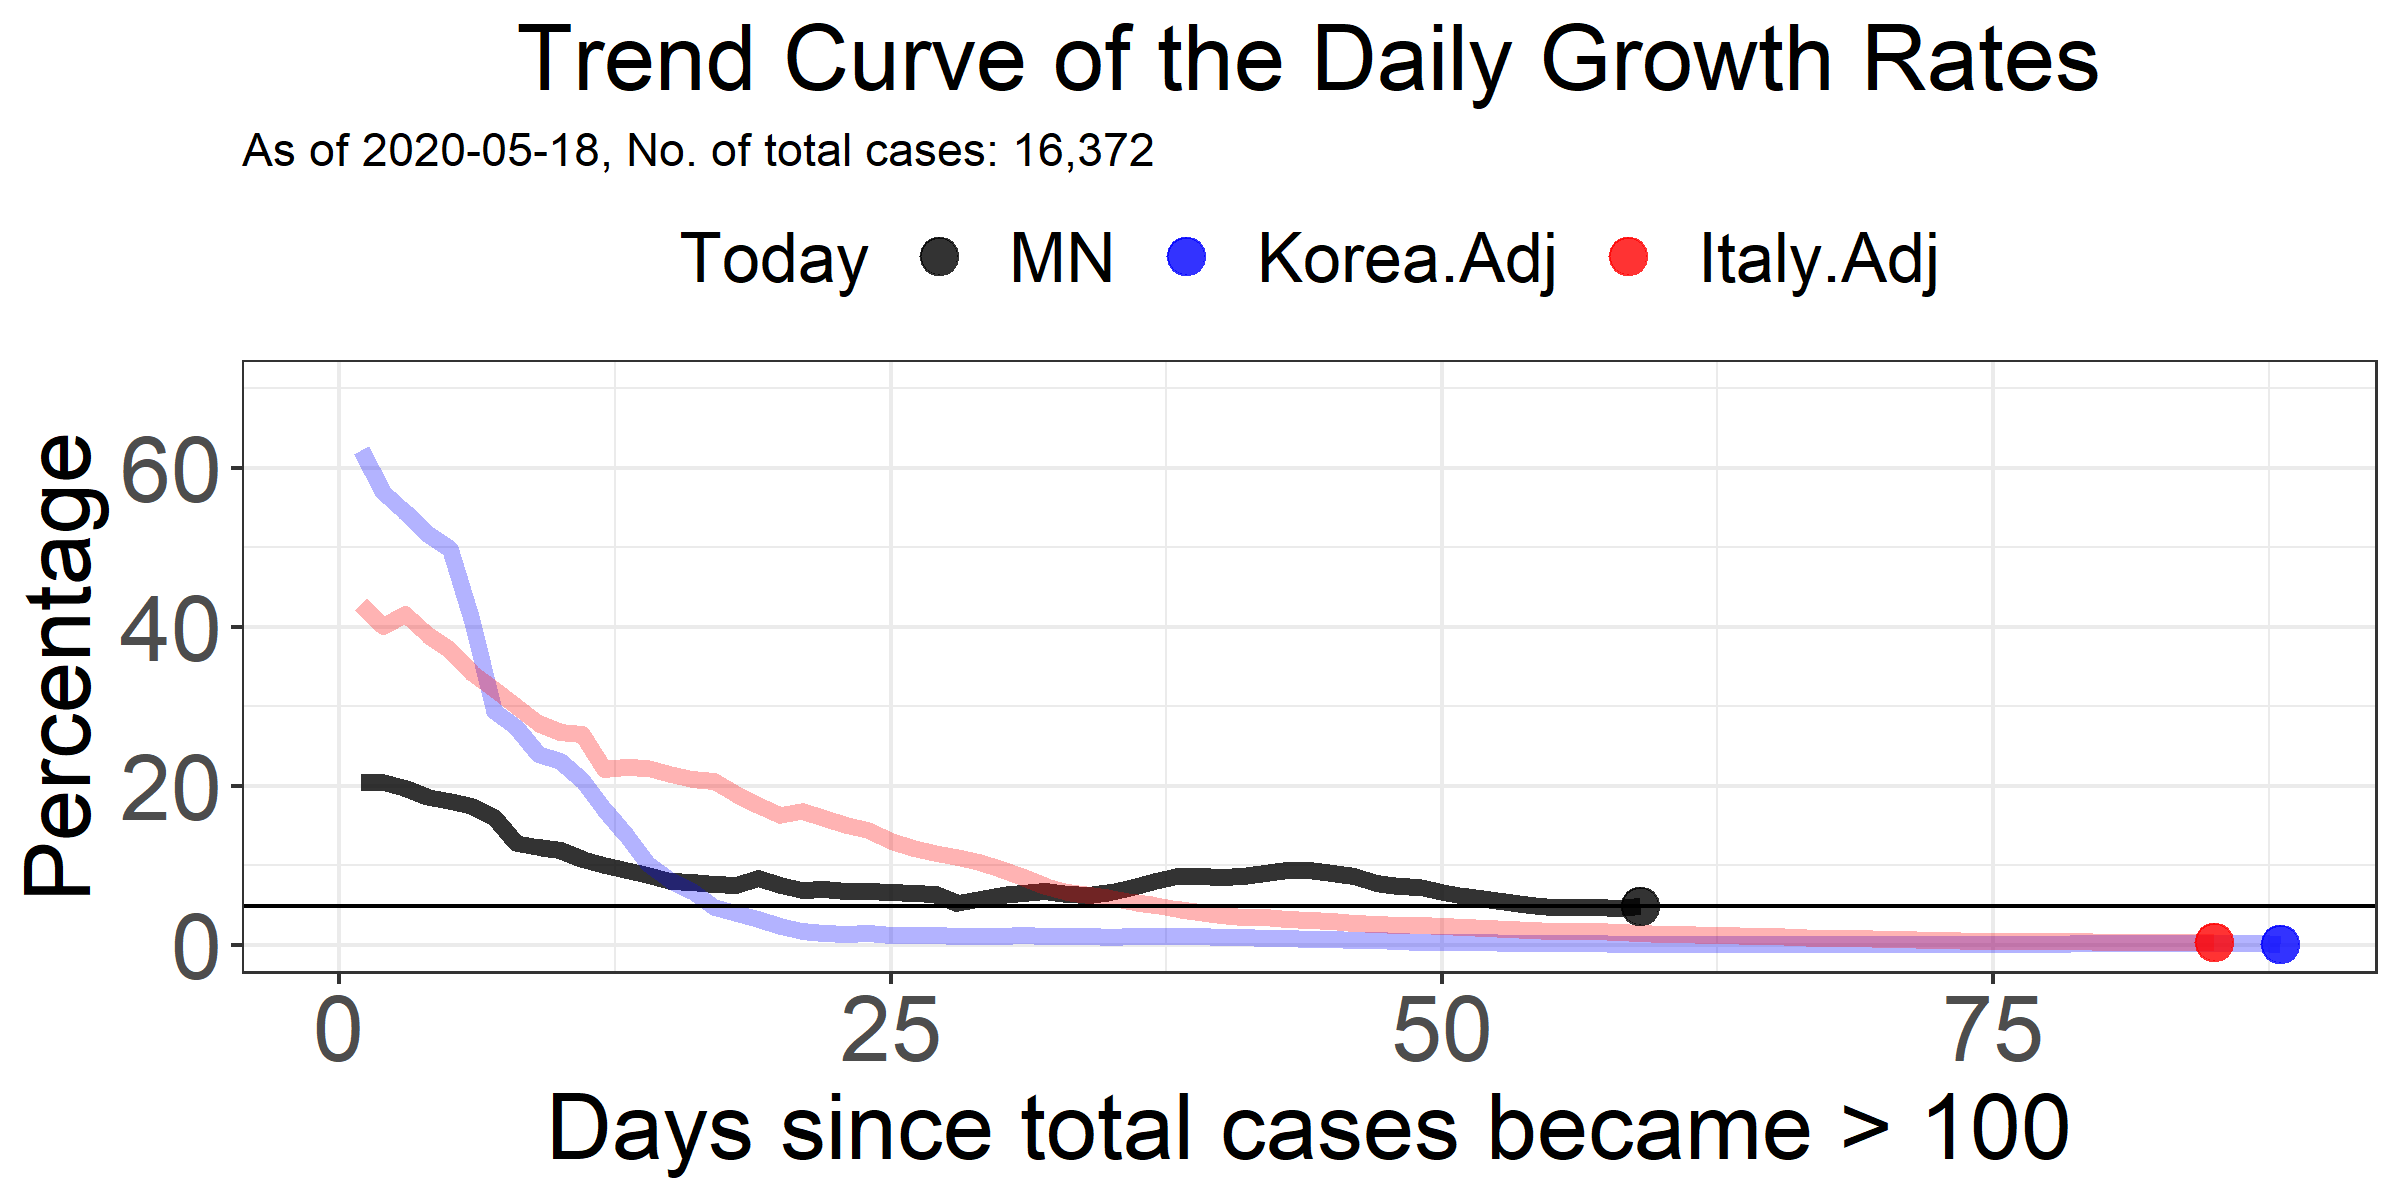 Trend Curve of the Daily Growth Rates
As of 2020-05-18, No. of total cases: 16,372
Today MN Korea.Adj Italy.Adj
Percentage
60
40
20
0
0 25 50 75
Days since total cases became > 100